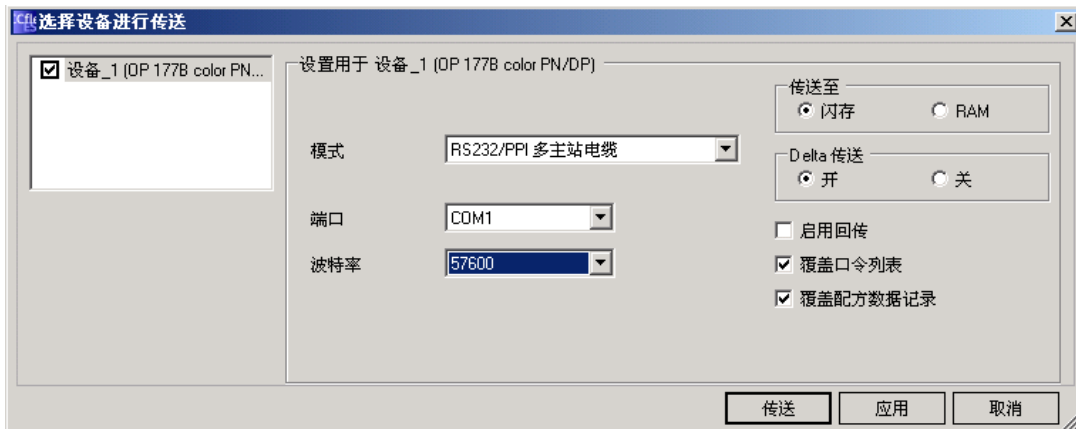 选择设备进行传送
设备_1 (OP 177B color PN...
设置用于 设备_1 (OP 177B color PN/DP)
模式
RS232/PPI 多主站电缆
端口
COM1
波特率
57600
传送至
闪存
RAM
Delta 传送
开
关
启用回传
覆盖口令列表
覆盖配方数据记录
传送
应用
取消